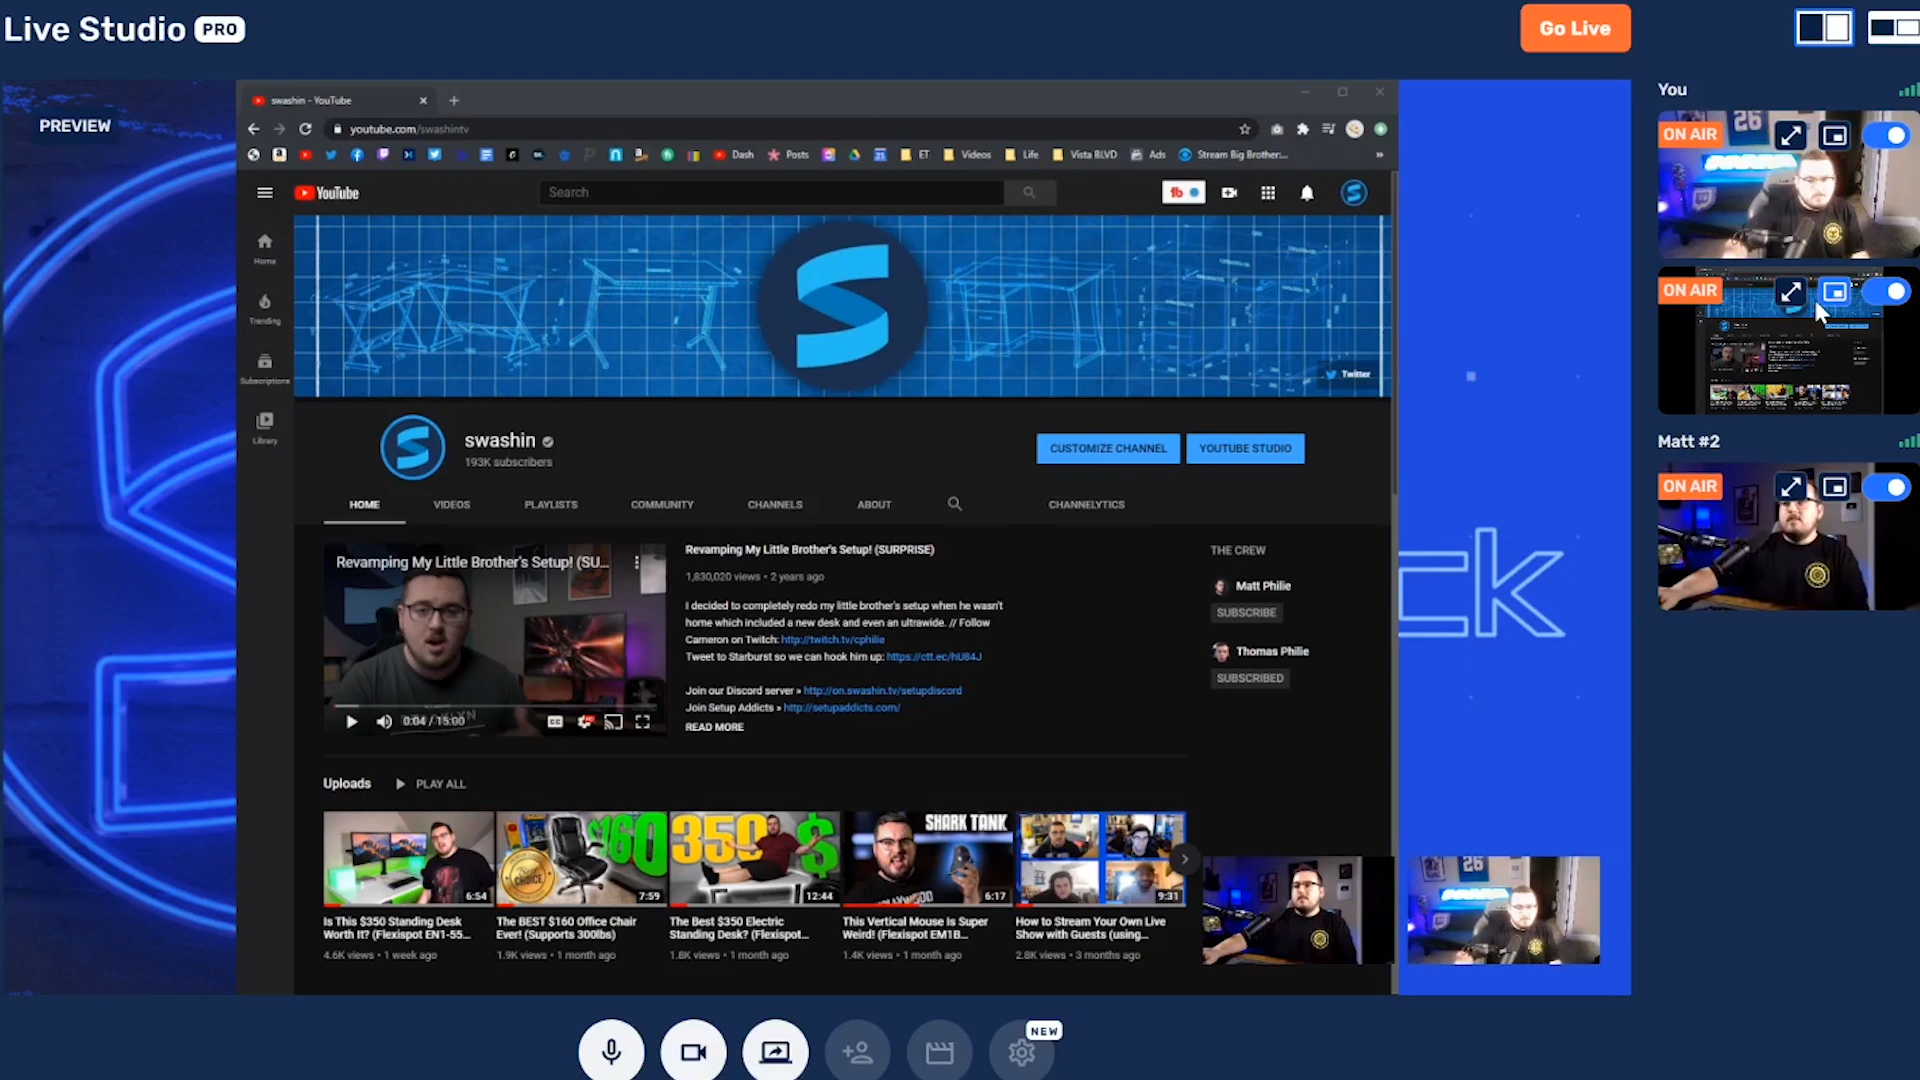 Live Studio PRO
Go Live
PREVIEW
swashin - YouTube
youtube.com/swashintv
Dash
Posts
ET
Videos
Life
Vista BLVD
Ads
Stream Big Brother:...
YouTube
Search
Home
Trending
Subscriptions
Library
Twitter
swashin
193K subscribers
CUSTOMIZE CHANNEL
YOUTUBE STUDIO
HOME
VIDEOS
PLAYLISTS
COMMUNITY
CHANNELS
ABOUT
CHANNELYTICS
Revamping My Little Brother's Setup! (SU...
0:04 / 15:00
Revamping My Little Brother's Setup! (SURPRISE)
1,830,020 views • 2 years ago
I decided to completely redo my little brother's setup when he wasn't
home which included a new desk and even an ultrawide. // Follow
Cameron on Twitch: http://twitch.tv/cphilie
Tweet to Starburst so we can hook him up: https://ctt.ec/hU84J
Join our Discord server » http://on.swashin.tv/setupdiscord
Join Setup Addicts » http://setupaddicts.com/
READ MORE
THE CREW
Matt Philie
SUBSCRIBE
Thomas Philie
SUBSCRIBED
Uploads
PLAY ALL
6:54
Is This $350 Standing Desk
Worth It? (Flexispot EN1-55...
4.6K views • 1 week ago
$160
BEST
CHOICE
7:59
The BEST $160 Office Chair
Ever! (Supports 300lbs)
1.9K views • 1 month ago
350 $
12:44
The Best $350 Electric
Standing Desk? (Flexispot...
1.8K views • 1 month ago
SHARK TANK
6:17
This Vertical Mouse Is Super
Weird! (Flexispot EM1B...
1.4K views • 1 month ago
9:31
How to Stream Your Own Live
Show with Guests (using...
2.8K views • 3 months ago
ck
26
You
ON AIR
26
ON AIR
Matt #2
ON AIR
NEW